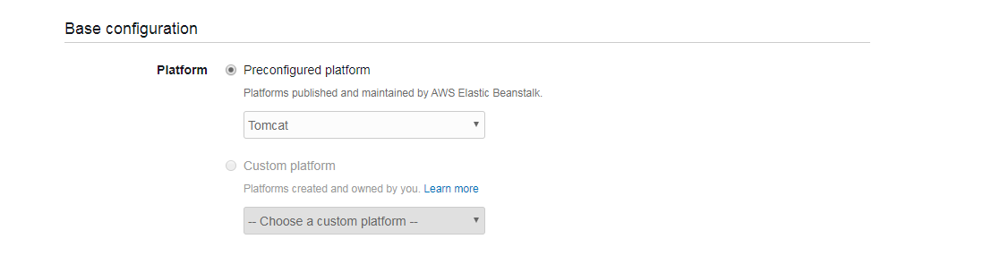 Base configuration
Platform
Preconfigured platform
Platforms published and maintained by AWS Elastic Beanstalk.
Tomcat
Custom platform
Platforms created and owned by you. Learn more
-- Choose a custom platform --